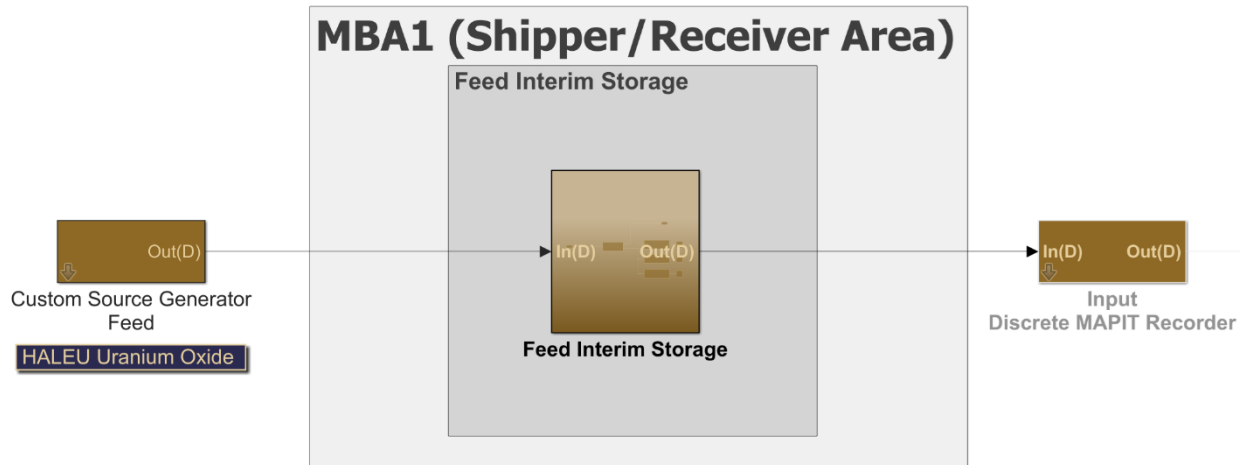 MBA1 (Shipper/Receiver Area)
Feed Interim Storage
Out(D)
Custom Source Generator
Feed
HALEU Uranium Oxide
In(D)
Out(D)
Feed Interim Storage
In(D)
Out(D)
Input
Discrete MAPIT Recorder